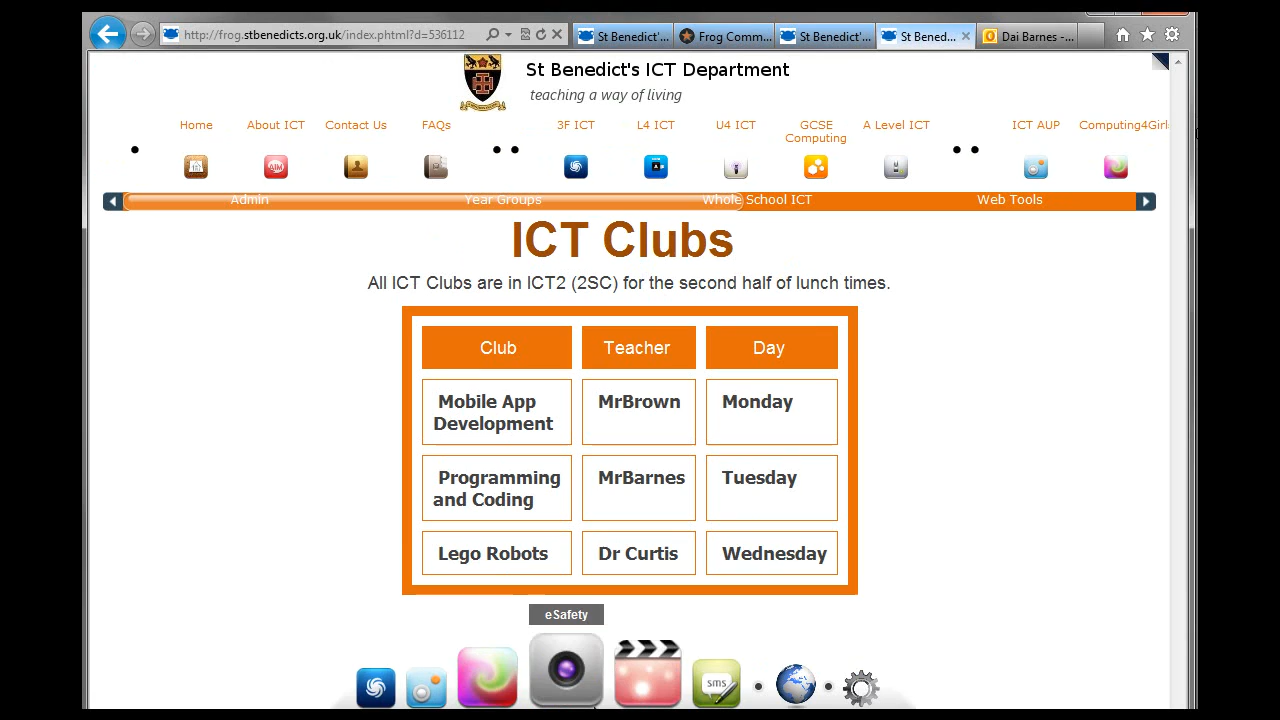 http://frog.stbenedicts.org.uk/index.phtml?d=536112
St Benedict'...
Frog Comm...
St Benedict'...
St Bened...
Dai Barnes -...
St Benedict's ICT Department
teaching a way of living
Home About ICT Contact Us FAQs 3F ICT L4 ICT U4 ICT GCSE Computing A Level ICT ICT AUP Computing4Girls
Admin Year Groups Whole School ICT Web Tools
ICT Clubs
All ICT Clubs are in ICT2 (2SC) for the second half of lunch times.
Club Teacher Day
Mobile App MrBrown Monday
Development
Programming MrBarnes Tuesday
and Coding
Lego Robots Dr Curtis Wednesday
eSafety
sms